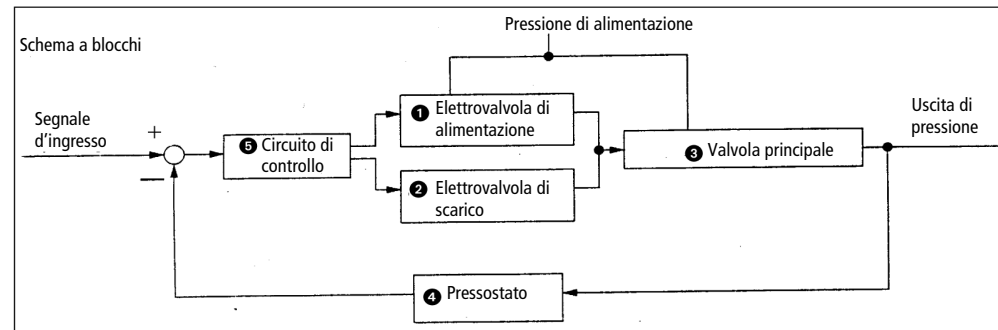 Pressione di alimentazione
Schema a blocchi
Segnale
d'ingresso
+
—
❺ Circuito di
controllo
❶ Elettrovalvola di
alimentazione
❷ Elettrovalvola di
scarico
❸ Valvola principale
Uscita di
pressione
❹ Pressostato